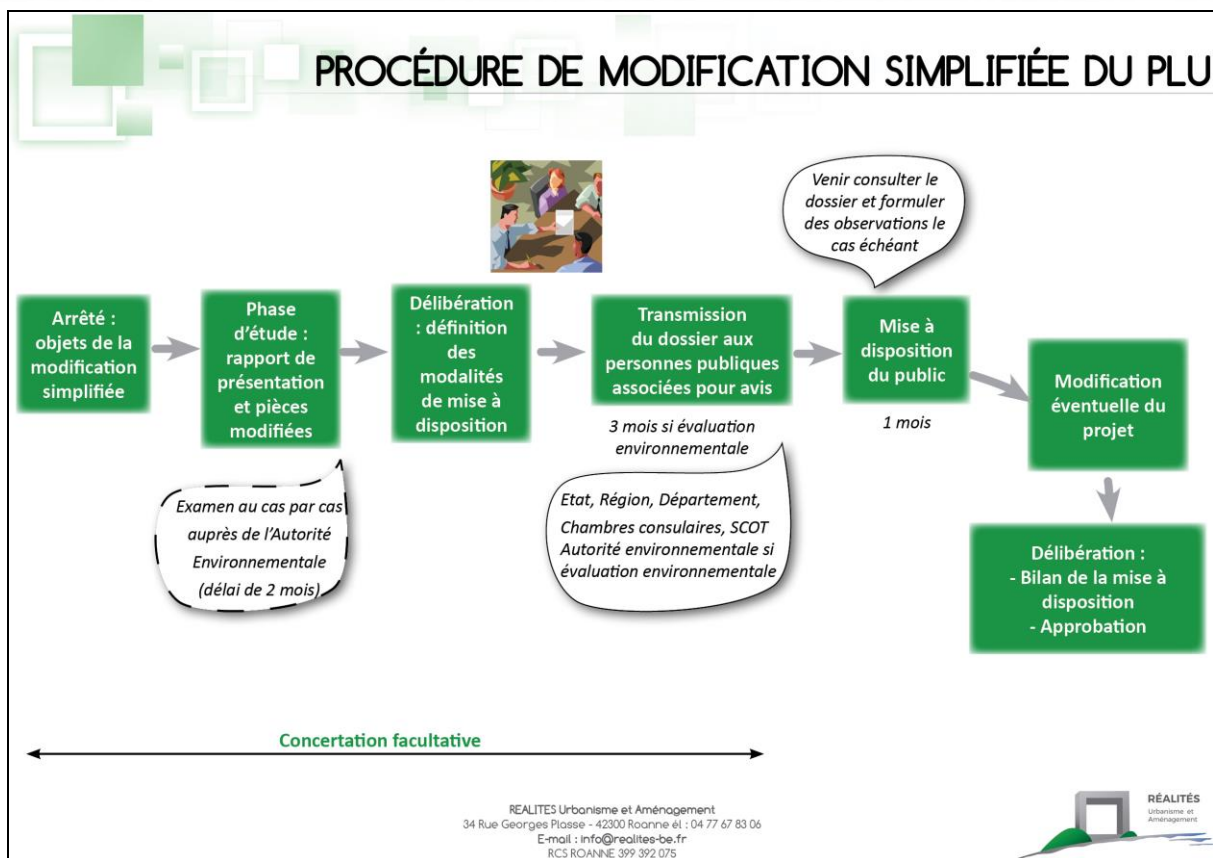 PROCÉDURE DE MODIFICATION SIMPLIFIÉE DU PLU
Venir consulter le
dossier et formuler
des observations le
cas échéant
Arrêté :
objets de la
modification
simplifiée
Phase
d'étude :
rapport de
présentation
et pièces
modifiées
Délibération
: définition
des
modalités
de mise à
disposition
Transmission
du dossier aux
personnes publiques
associées pour avis
Mise à
disposition
du public
Modification
éventuelle du
projet
3 mois si évaluation
environnementale
1 mois
Examen au cas par cas
auprès de l'Autorité
Environnementale
(délai de 2 mois)
Etat, Région, Département,
Chambres consulaires, SCOT
Autorité environnementale si
évaluation environnementale
Délibération :
- Bilan de la mise à
disposition
- Approbation
Concertation facultative
REALITES Urbanisme et Aménagement
34 Rue Georges Plasse - 42300 Roanne él : 04 77 67 83 06
E-mail : info@realites-be.fr
RCS ROANNE 399 392 075
RÉALITÉS
Urbanisme et
Aménagement